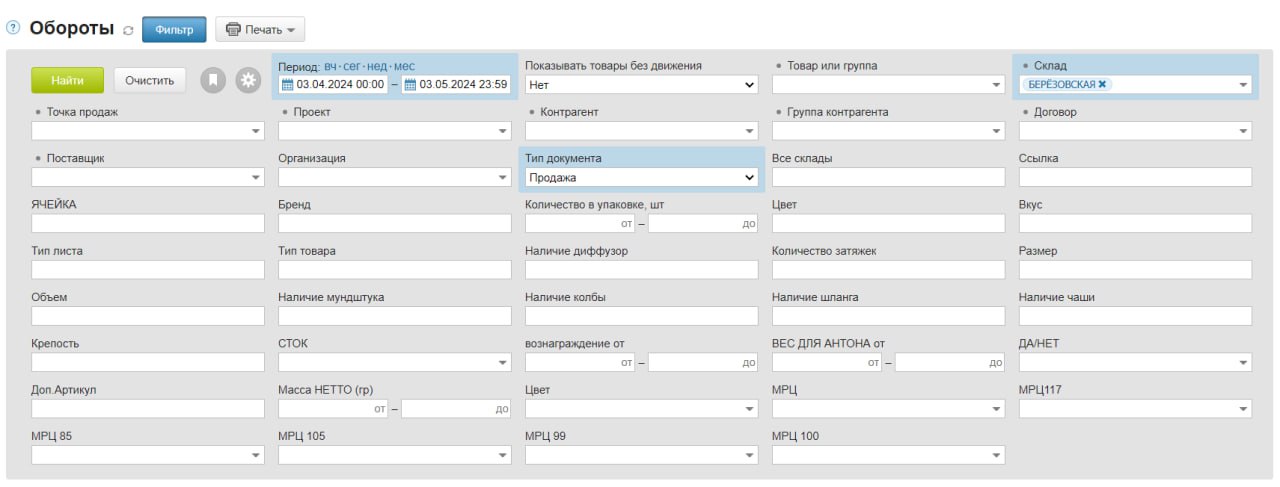 Обороты Фильтр Печать
Найти Очистить Период: вч·сег·нед·мес Показывать товары без движения Товар или группа Склад
03.04.2024 00:00 – 03.05.2024 23:59 Нет БЕРЁЗОВСКАЯ
Точка продаж Проект Контрагент Группа контрагента Договор
Поставщик Организация Тип документа Все склады Ссылка
Продажа
ЯЧЕЙКА Бренд Количество в упаковке, шт Цвет Вкус
от – до
Тип листа Тип товара Наличие диффузор Количество затяжек Размер
Объем Наличие мундштука Наличие колбы Наличие шланга Наличие чаши
Крепость СТОК вознаграждение от ВЕС ДЛЯ АНТОНА от ДА/НЕТ
от – до от – до
Доп.Артикул Масса НЕТТО (гр) Цвет МРЦ МРЦ117
от – до
МРЦ 85 МРЦ 105 МРЦ 99 МРЦ 100